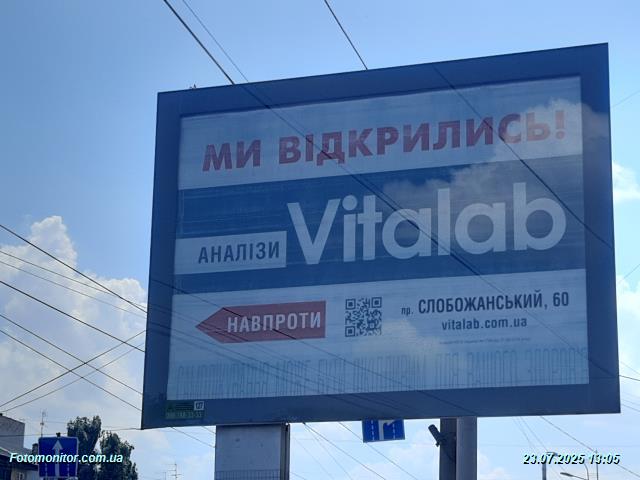 МИ ВІДКРИЛИСЬ!
АНАЛІЗИ Vitalab
НАВПРОТИ
пр. СЛОБОЖАНСЬКИЙ, 60
vitalab.com.ua
Fotomonitor.com.ua
23.07.2025 13:05